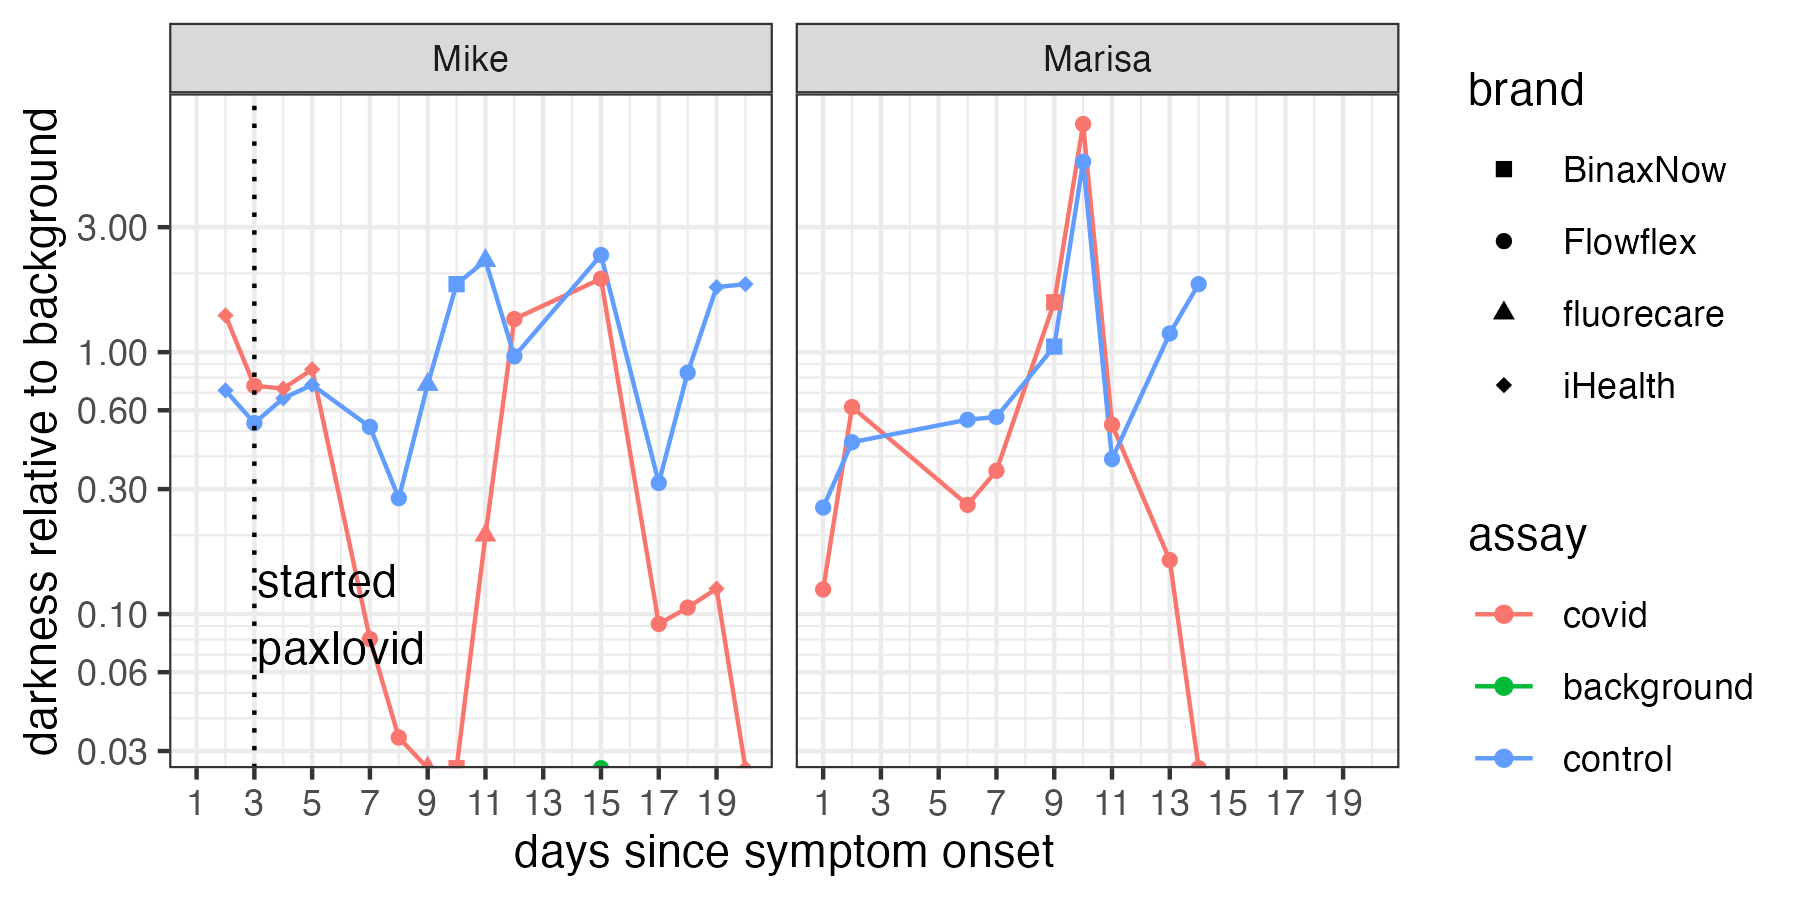 Mike
Marisa
darkness relative to background
3.00
1.00
0.60
0.30
0.10
0.06
0.03
started
paxlovid
1 3 5 7 9 11 13 15 17 19
1 3 5 7 9 11 13 15 17 19
days since symptom onset
brand
BinaxNow
Flowflex
fluorecare
iHealth
assay
covid
background
control